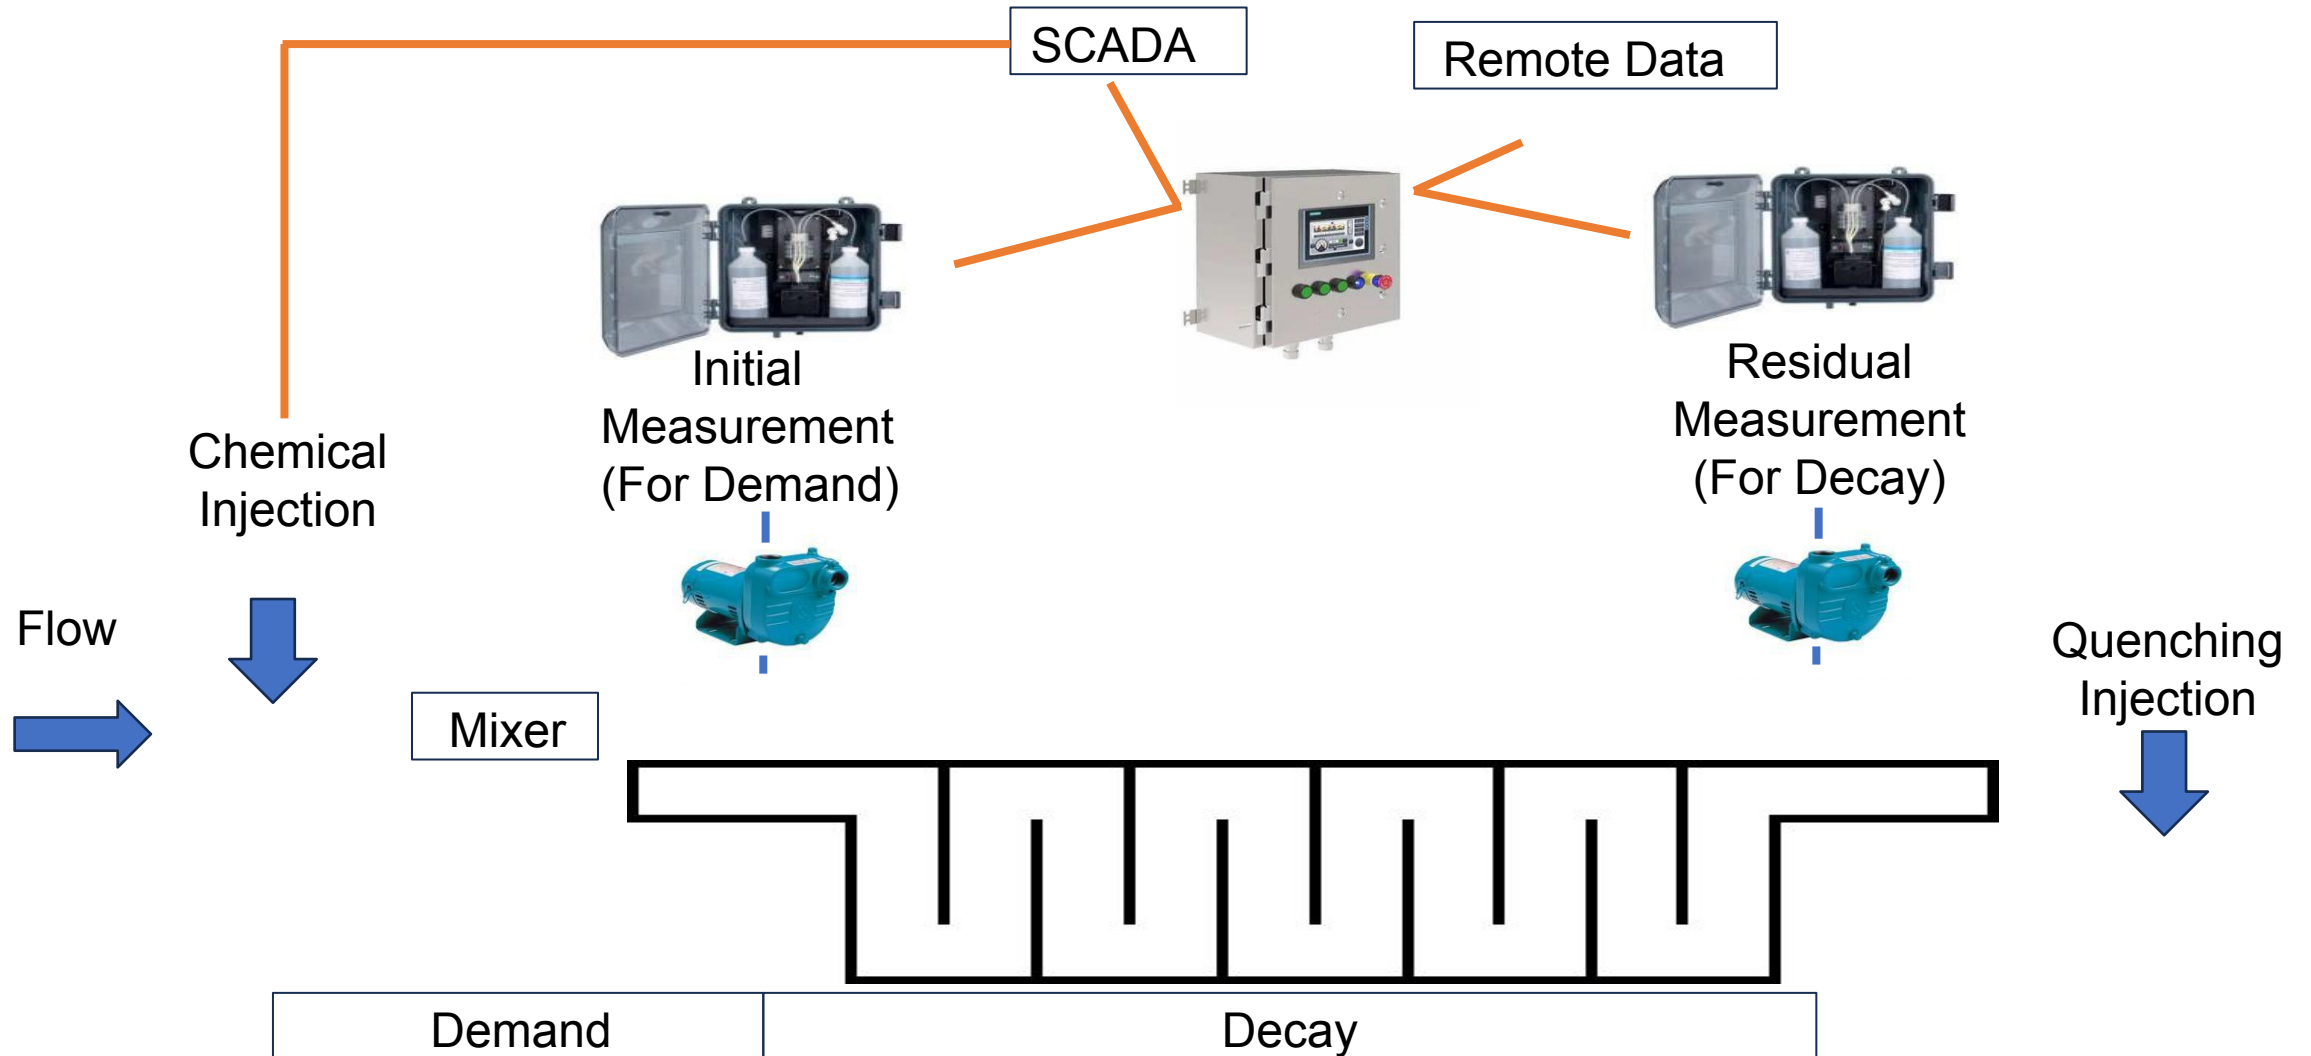 SCADA
Remote Data
Initial
Measurement
(For Demand)
Residual
Measurement
(For Decay)
Chemical
Injection
Flow
Quenching
Injection
Mixer
Demand
Decay